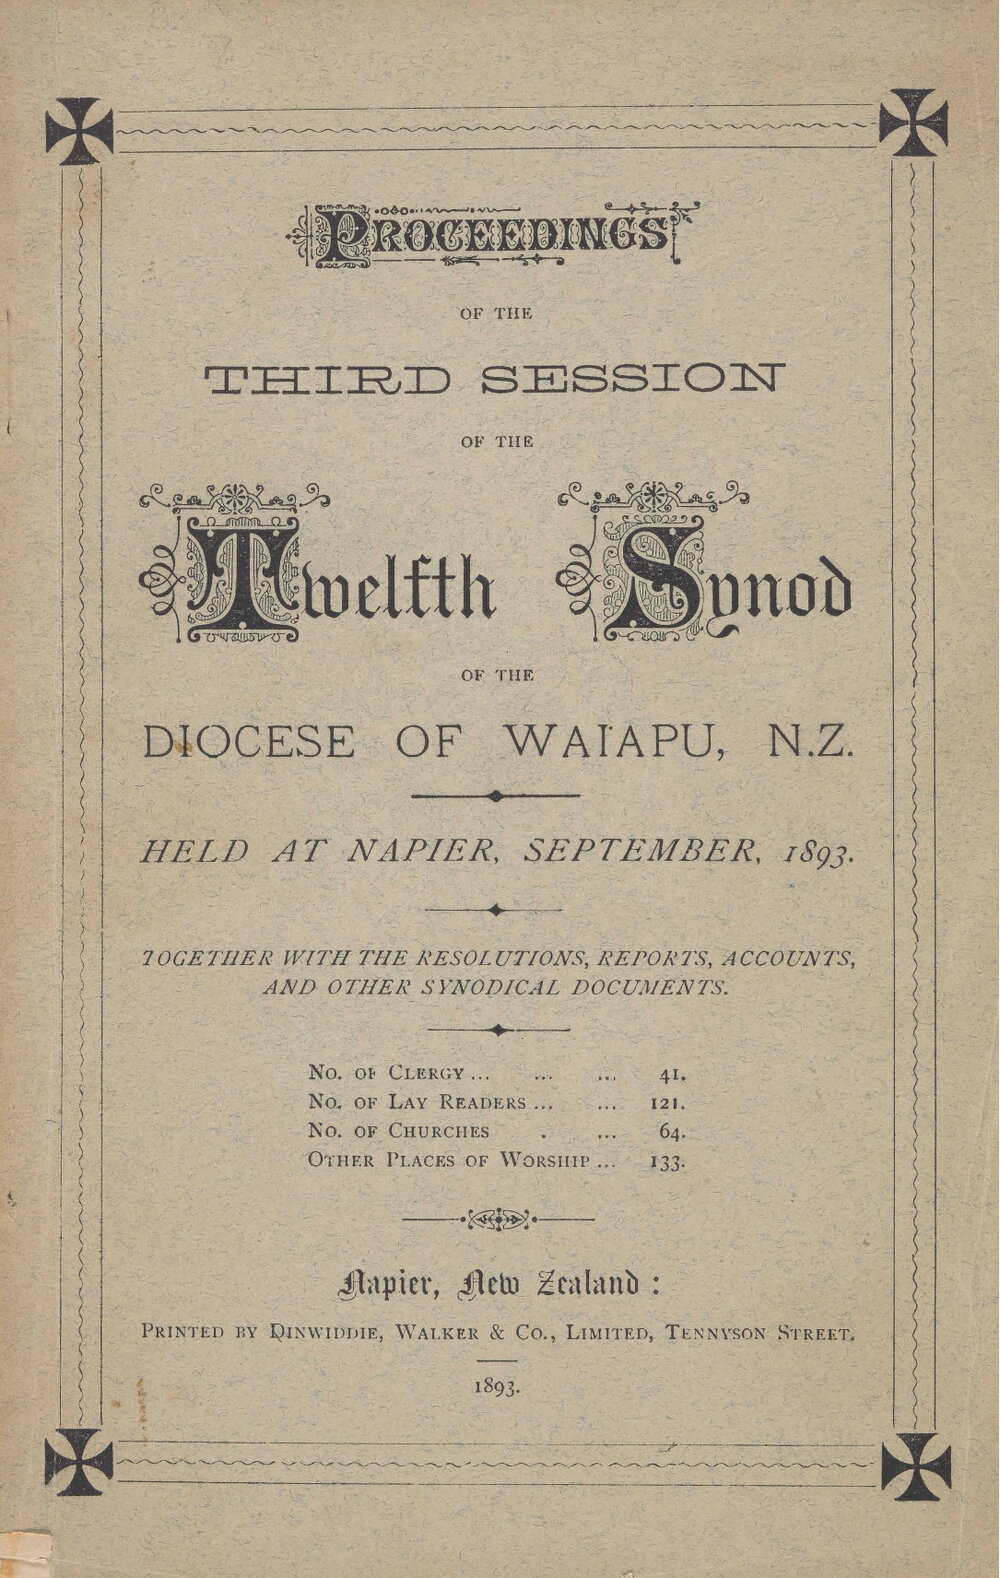 PROCEEDINGS
OF THE
THIRD SESSION
OF THE
Twelfth Synod
OF THE
DIOCESE OF WAIAPU, N.Z.
HELD AT NAPIER, SEPTEMBER, 1893.
TOGETHER WITH THE RESOLUTIONS, REPORTS, ACCOUNTS,
AND OTHER SYNODICAL DOCUMENTS.
No. of Clergy ... ... ... 41.
No. of Lay Readers ... ... 121.
No. of Churches . ... 64.
Other Places of Worship ... 133.
Napier, New Zealand:
Printed by Dinwiddie, Walker & Co., Limited, Tennyson Street.
1893.